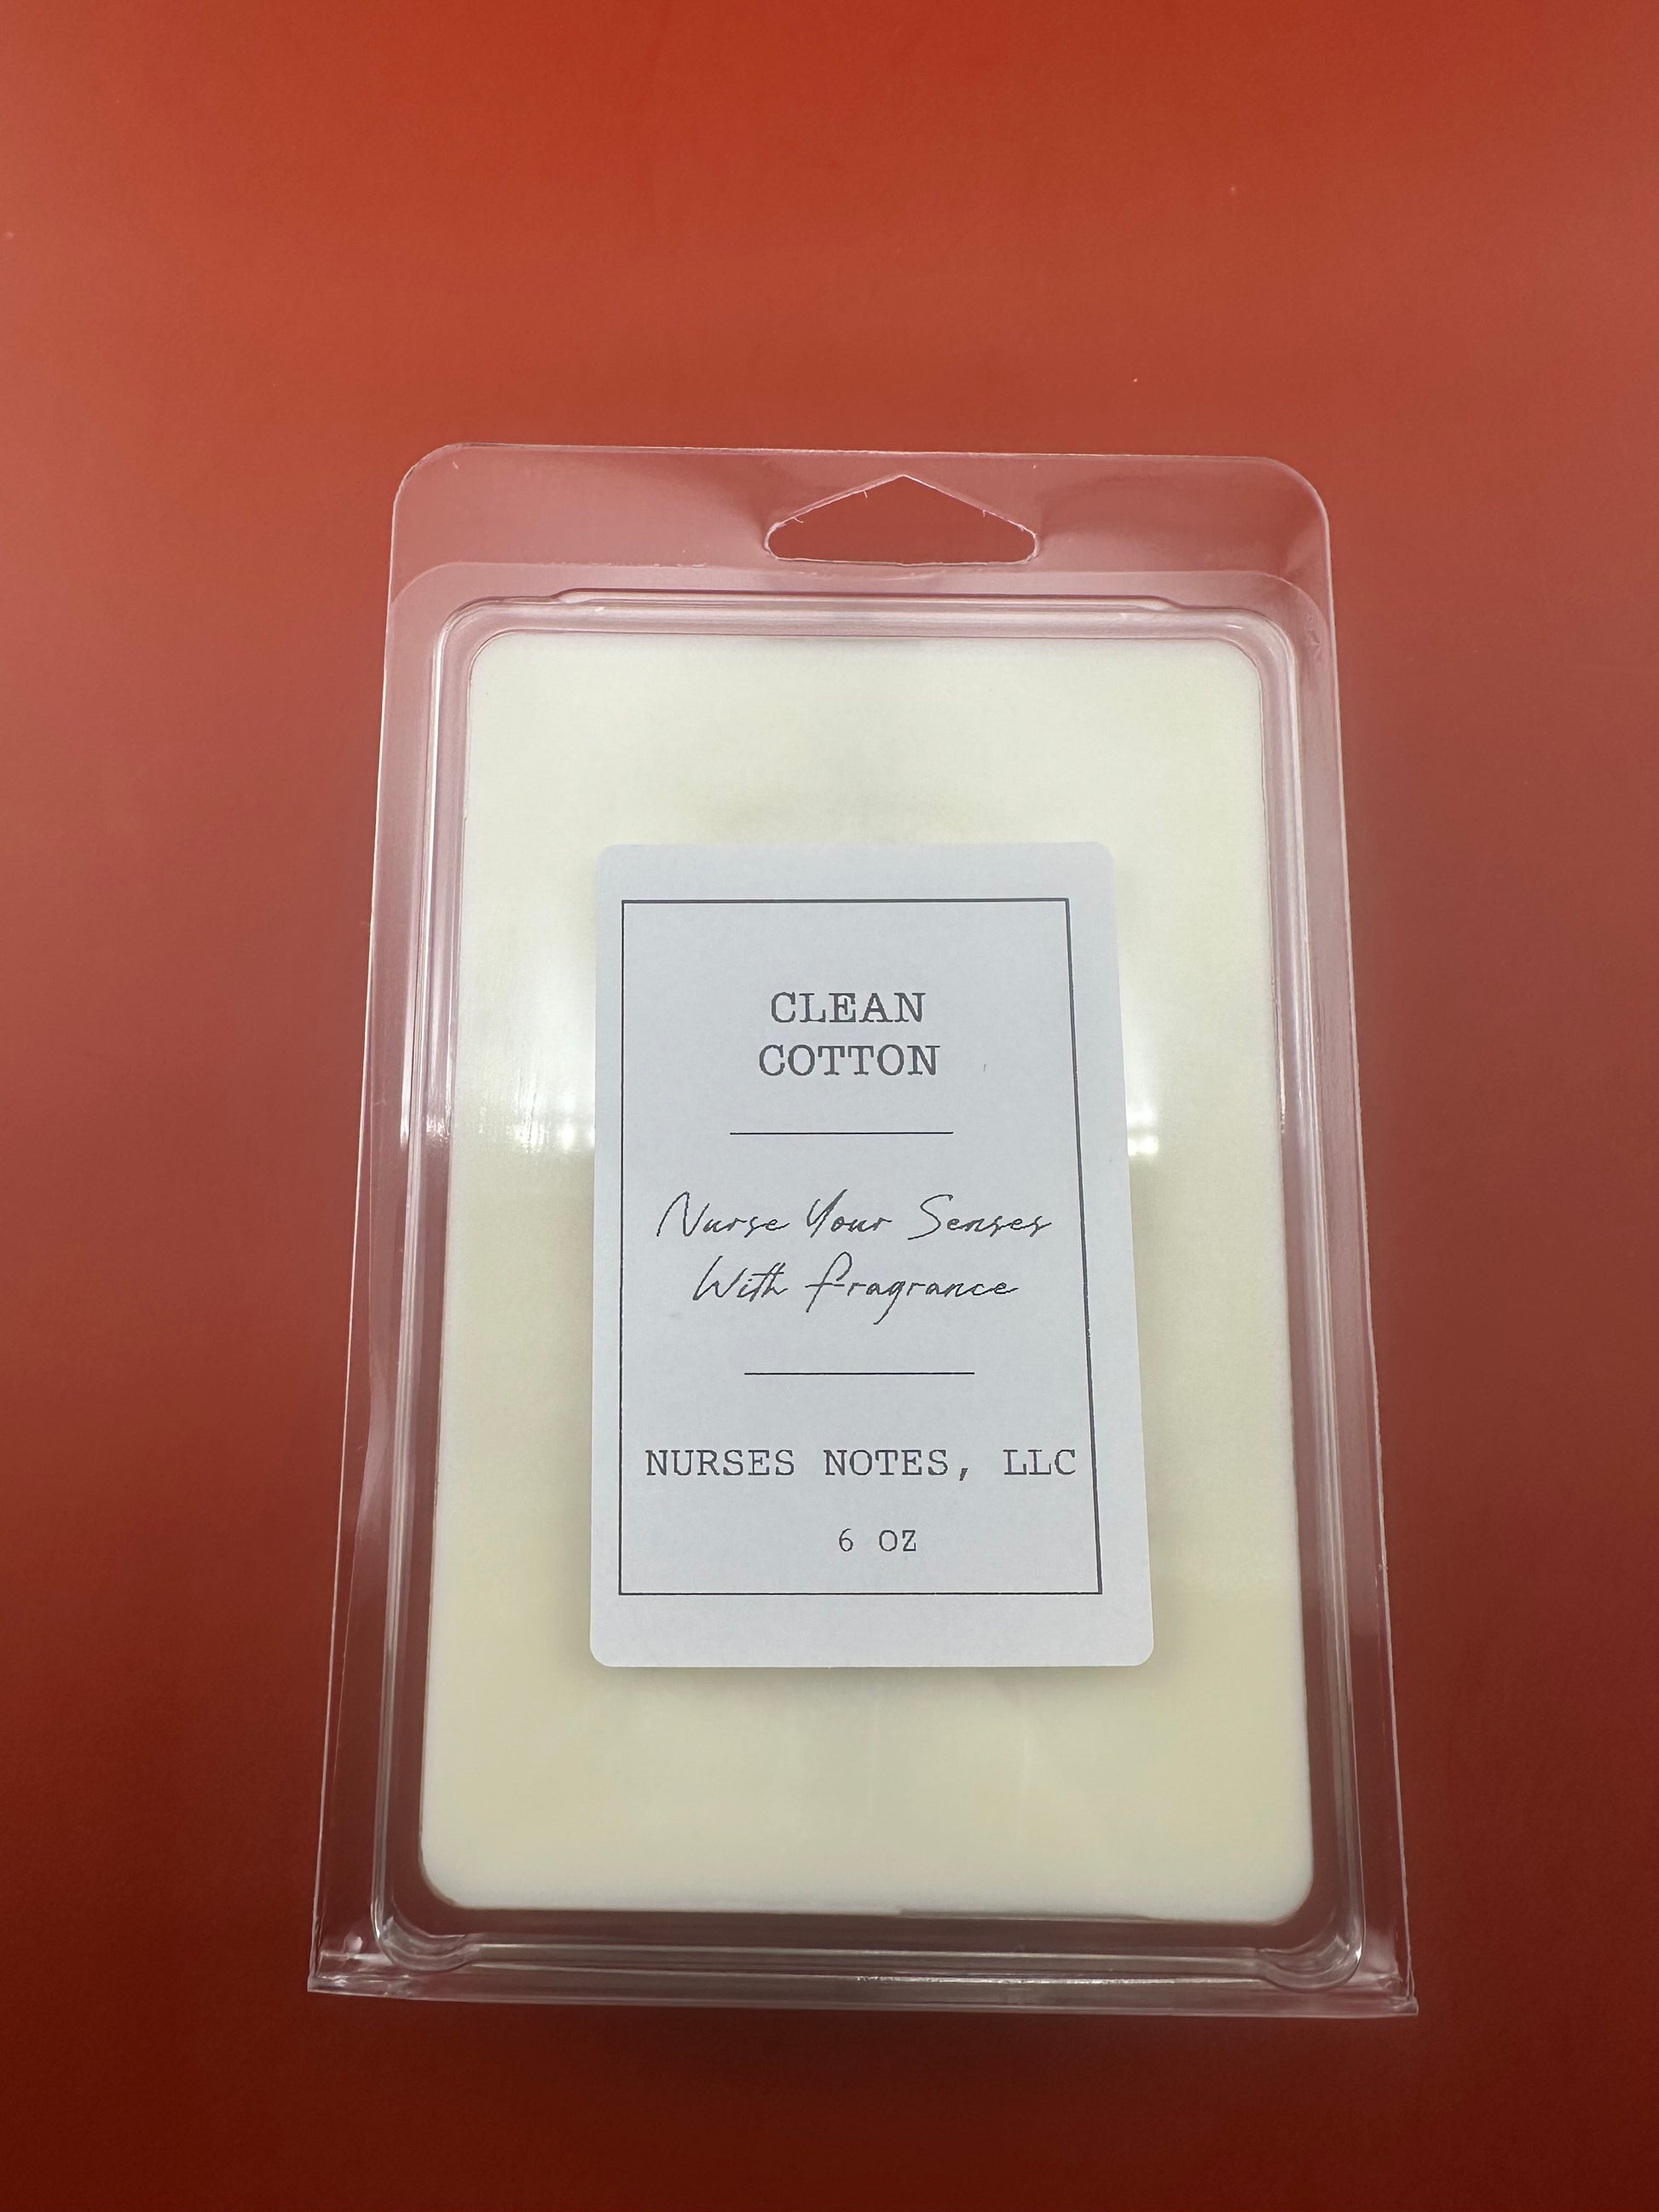 CLEAN
COTTON
Nurse Your Senses
With Fragrance
NURSES NOTES, LLC
6 OZ